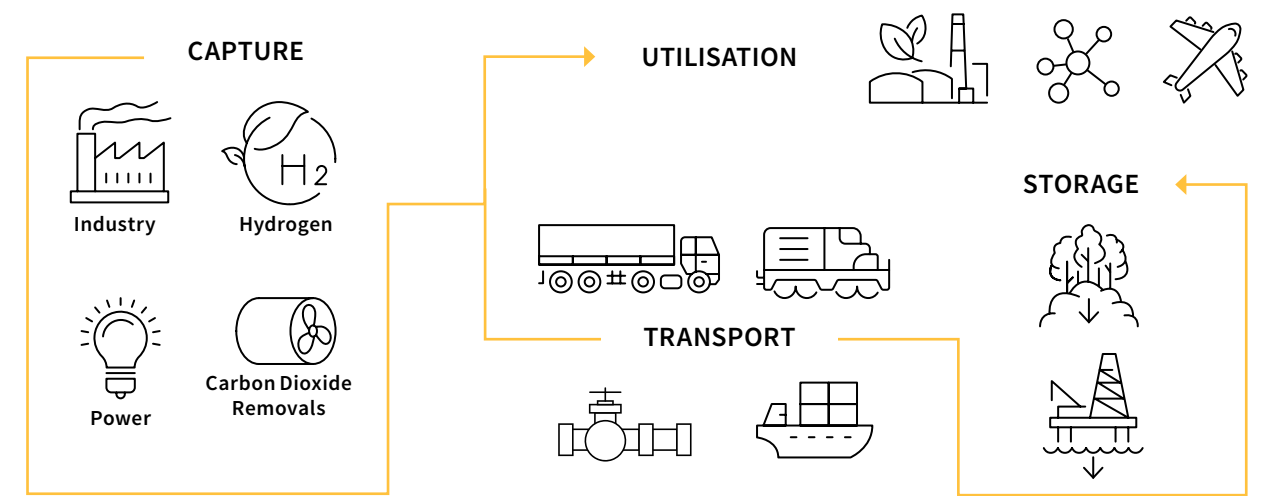 CAPTURE
UTILISATION
STORAGE
H2
Industry
Hydrogen
TRANSPORT
Carbon Dioxide
Removals
Power